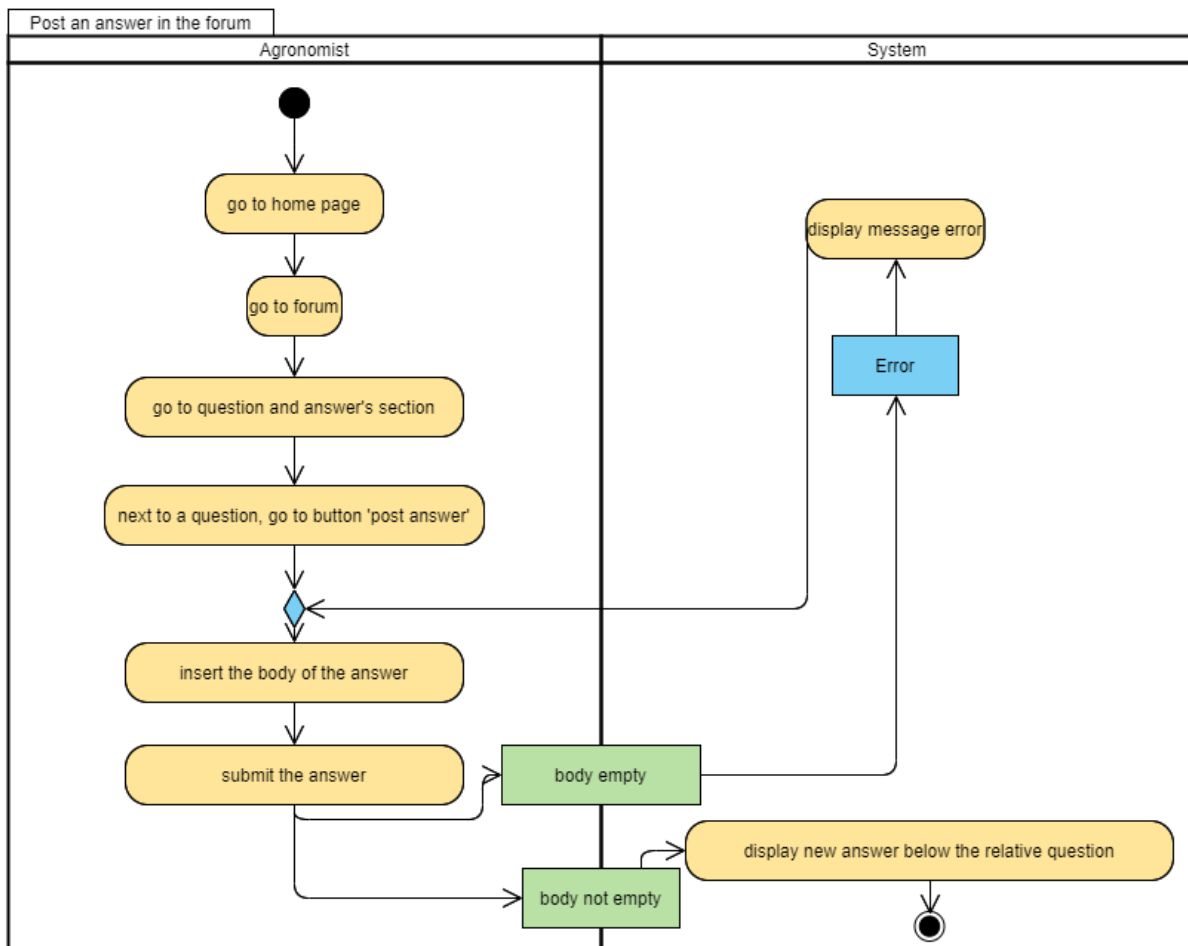 Post an answer in the forum
Agronomist
System
go to home page
display message error
go to forum
Error
go to question and answer's section
next to a question, go to button 'post answer'
insert the body of the answer
submit the answer
body empty
display new answer below the relative question
body not empty